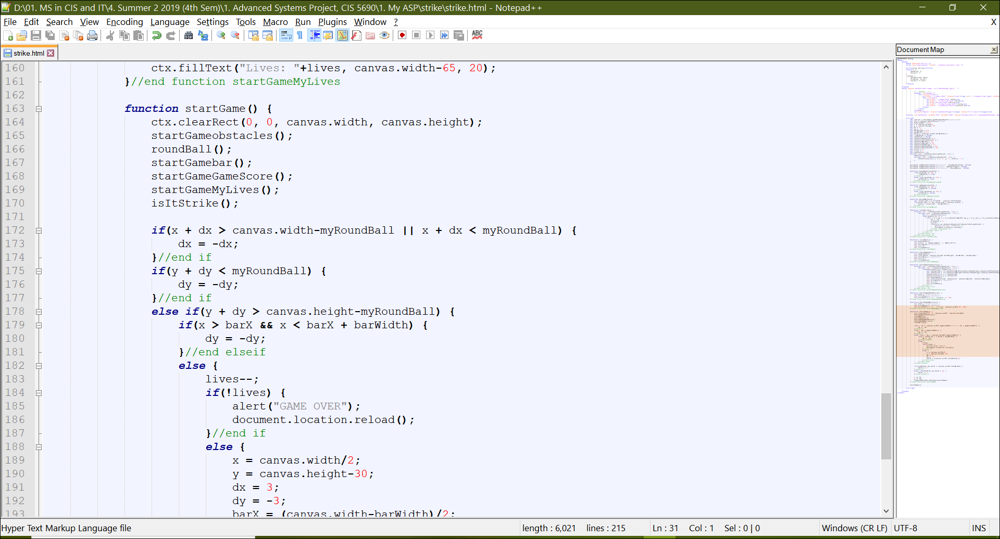 D:\01. MS in CIS and IT\4. Summer 2 2019 (4th Sem)\1. Advanced Systems Project, CIS 5690\1. My ASP\strike\strike.html - Notepad++
File Edit Search View Encoding Language Settings Tools Macro Run Plugins Window ? X
ABC
strike.html
Document Map
160 ctx.fillText("Lives: "+lives, canvas.width-65, 20);
161 }//end function startGameMyLives
162
163 function startGame() {
164 ctx.clearRect(0, 0, canvas.width, canvas.height);
165 startGameobstacles();
166 roundBall();
167 startGamebar();
168 startGameGameScore();
169 startGameMyLives();
170 isItStrike();
171
172 if(x + dx > canvas.width-myRoundBall || x + dx < myRoundBall) {
173 dx = -dx;
174 }//end if
175 if(y + dy < myRoundBall) {
176 dy = -dy;
177 }//end if
178 else if(y + dy > canvas.height-myRoundBall) {
179 if(x > barX && x < barX + barWidth) {
180 dy = -dy;
181 }//end elseif
182 else {
183 lives--;
184 if(!lives) {
185 alert("GAME OVER");
186 document.location.reload();
187 }//end if
188 else {
189 x = canvas.width/2;
190 y = canvas.height-30;
191 dx = 3;
192 dy = -3;
193 barX = (canvas.width-barWidth)/2;
Hyper Text Markup Language file length : 6,021 lines : 215 Ln : 31 Col : 1 Sel : 0 | 0 Windows (CR LF) UTF-8 INS